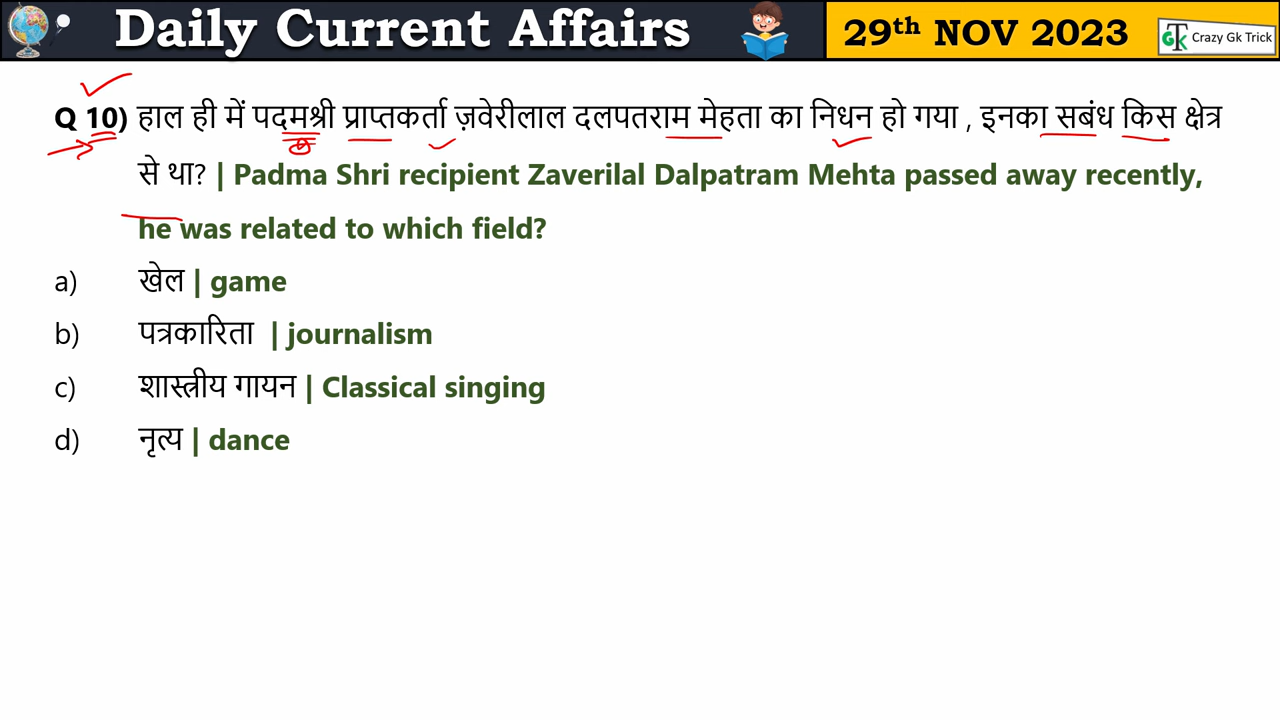 Daily Current Affairs
29th NOV 2023
GTK Crazy Gk Trick
Q 10) हाल ही में पदमश्री प्राप्तकर्ता ज़वेरीलाल दलपतराम मेहता का निधन हो गया , इनका सबंध किस क्षेत्र
से था? | Padma Shri recipient Zaverilal Dalpatram Mehta passed away recently,
he was related to which field?
a) खेल | game
b) पत्रकारिता | journalism
c) शास्त्रीय गायन | Classical singing
d) नृत्य | dance